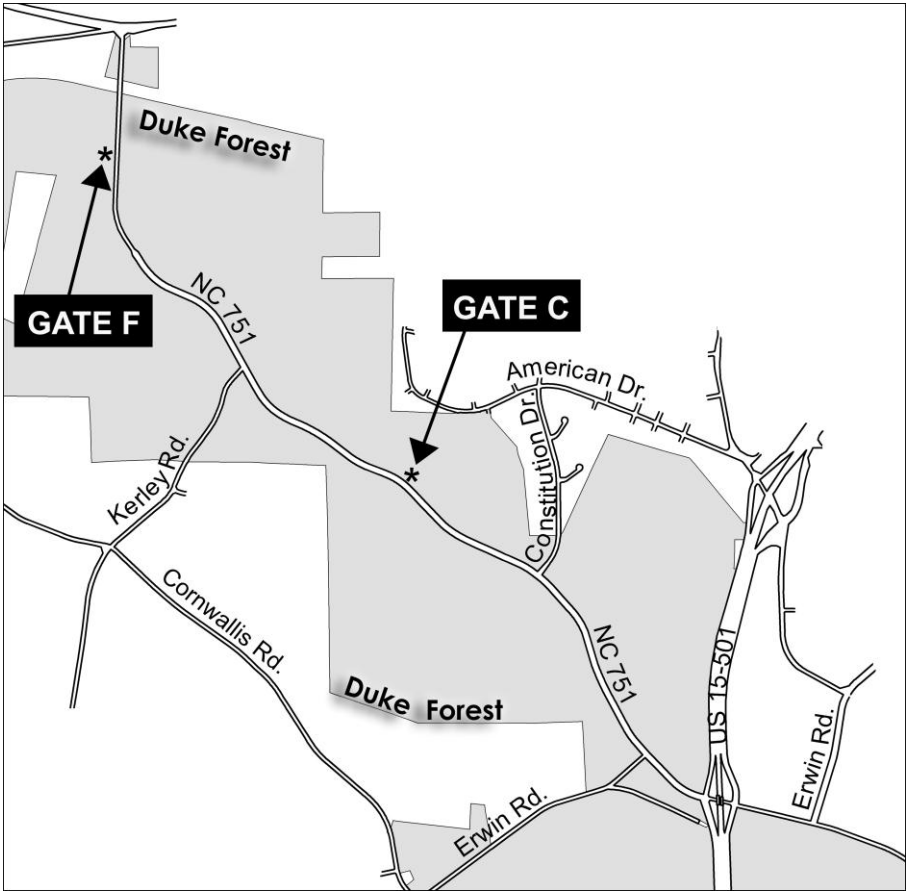 Duke Forest
GATE F
NC 751
GATE C
American Dr.
Constitution Dr.
Kerley Rd.
Cornwallis Rd.
NC 751
US 15-501
Duke Forest
Erwin Rd.
Erwin Rd.